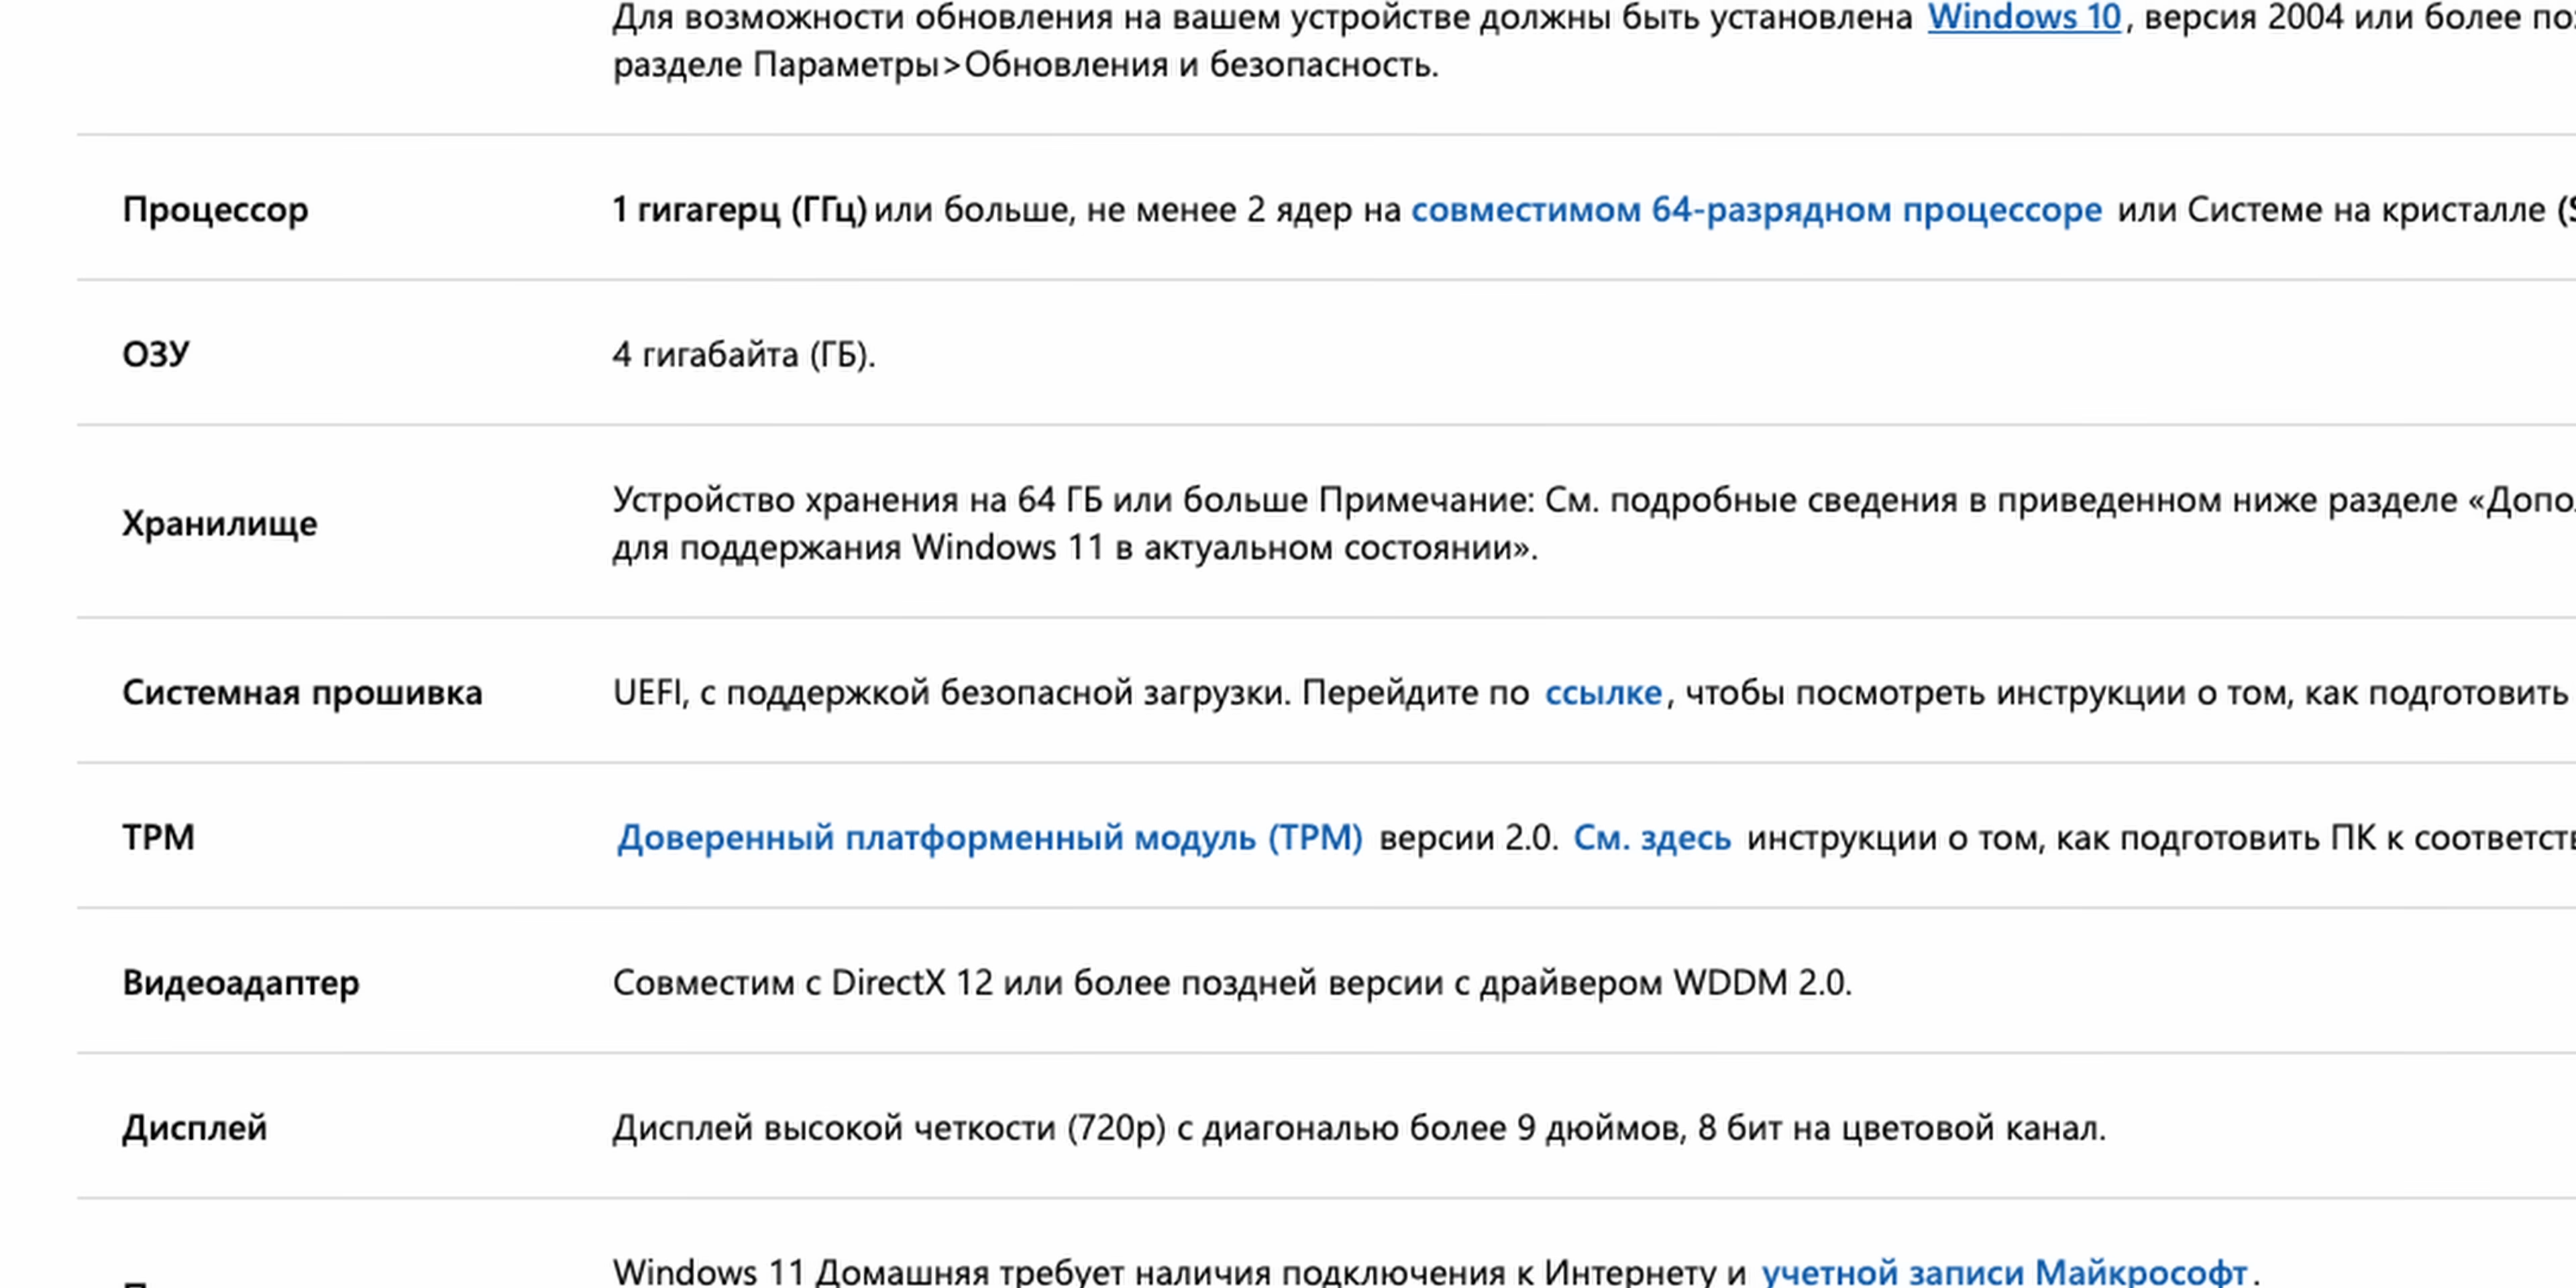 Для возможности обновления на вашем устройстве должны быть установлена Windows 10, версия 2004 или более
разделе Параметры>Обновления и безопасность.
Процессор
1 гигагерц (ГГц) или больше, не менее 2 ядер на совместимом 64-разрядном процессоре или Системе на кристалле
ОЗУ
4 гигабайта (ГБ).
Хранилище
Устройство хранения на 64 ГБ или больше Примечание: См. подробные сведения в приведенном ниже разделе
для поддержания Windows 11 в актуальном состоянии».
Системная прошивка
UEFI, с поддержкой безопасной загрузки. Перейдите по ссылке, чтобы посмотреть инструкции о том, как подготовить
TPM
Доверенный платформенный модуль (TPM) версии 2.0. См. здесь инструкции о том, как подготовить ПК к
Видеоадаптер
Совместим с DirectX 12 или более поздней версии с драйвером WDDM 2.0.
Дисплей
Дисплей высокой четкости (720p) с диагональю более 9 дюймов, 8 бит на цветовой канал.
Windows 11 Домашняя требует наличия подключения к Интернету и учетной записи Майкрософт.